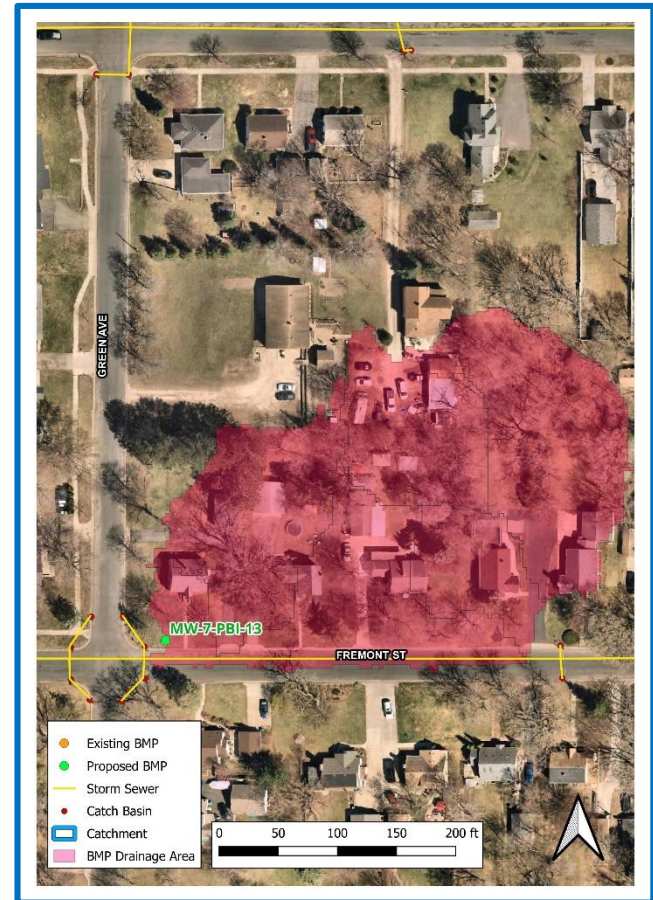 GREEN AVE
MW-7-PBI-13
FREMONT ST
Existing BMP
Proposed BMP
Storm Sewer
Catch Basin
Catchment
BMP Drainage Area
0 50 100 150 200 ft